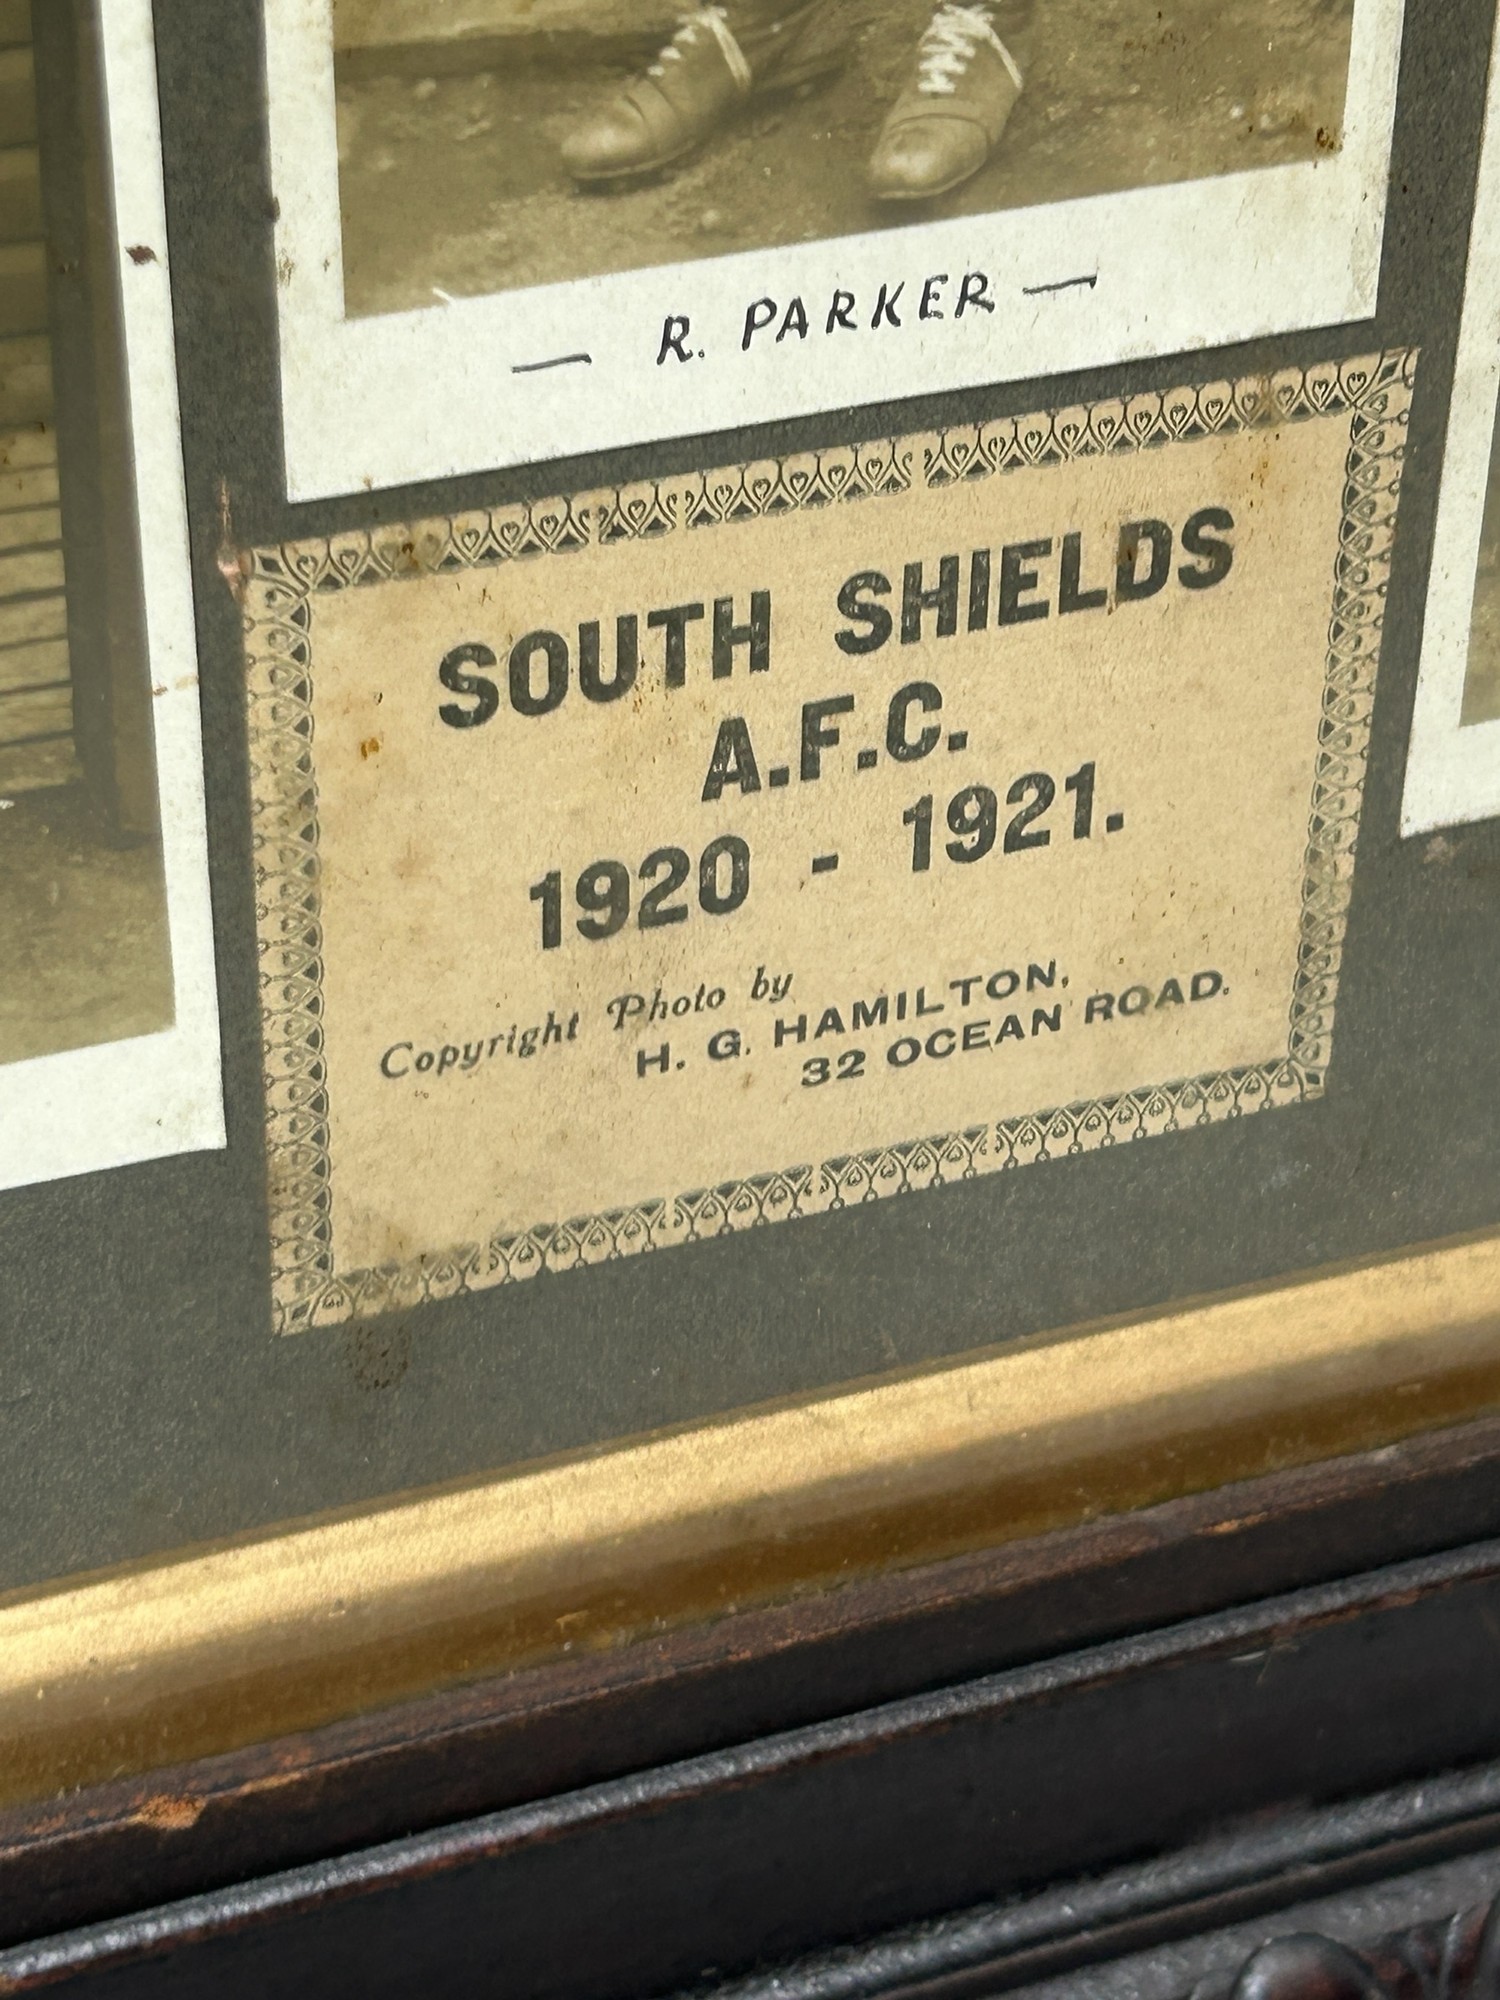 — R. PARKER —
SOUTH SHIELDS
A.F.C.
1920 - 1921.
Copyright Photo by
H. G. HAMILTON,
32 OCEAN ROAD.